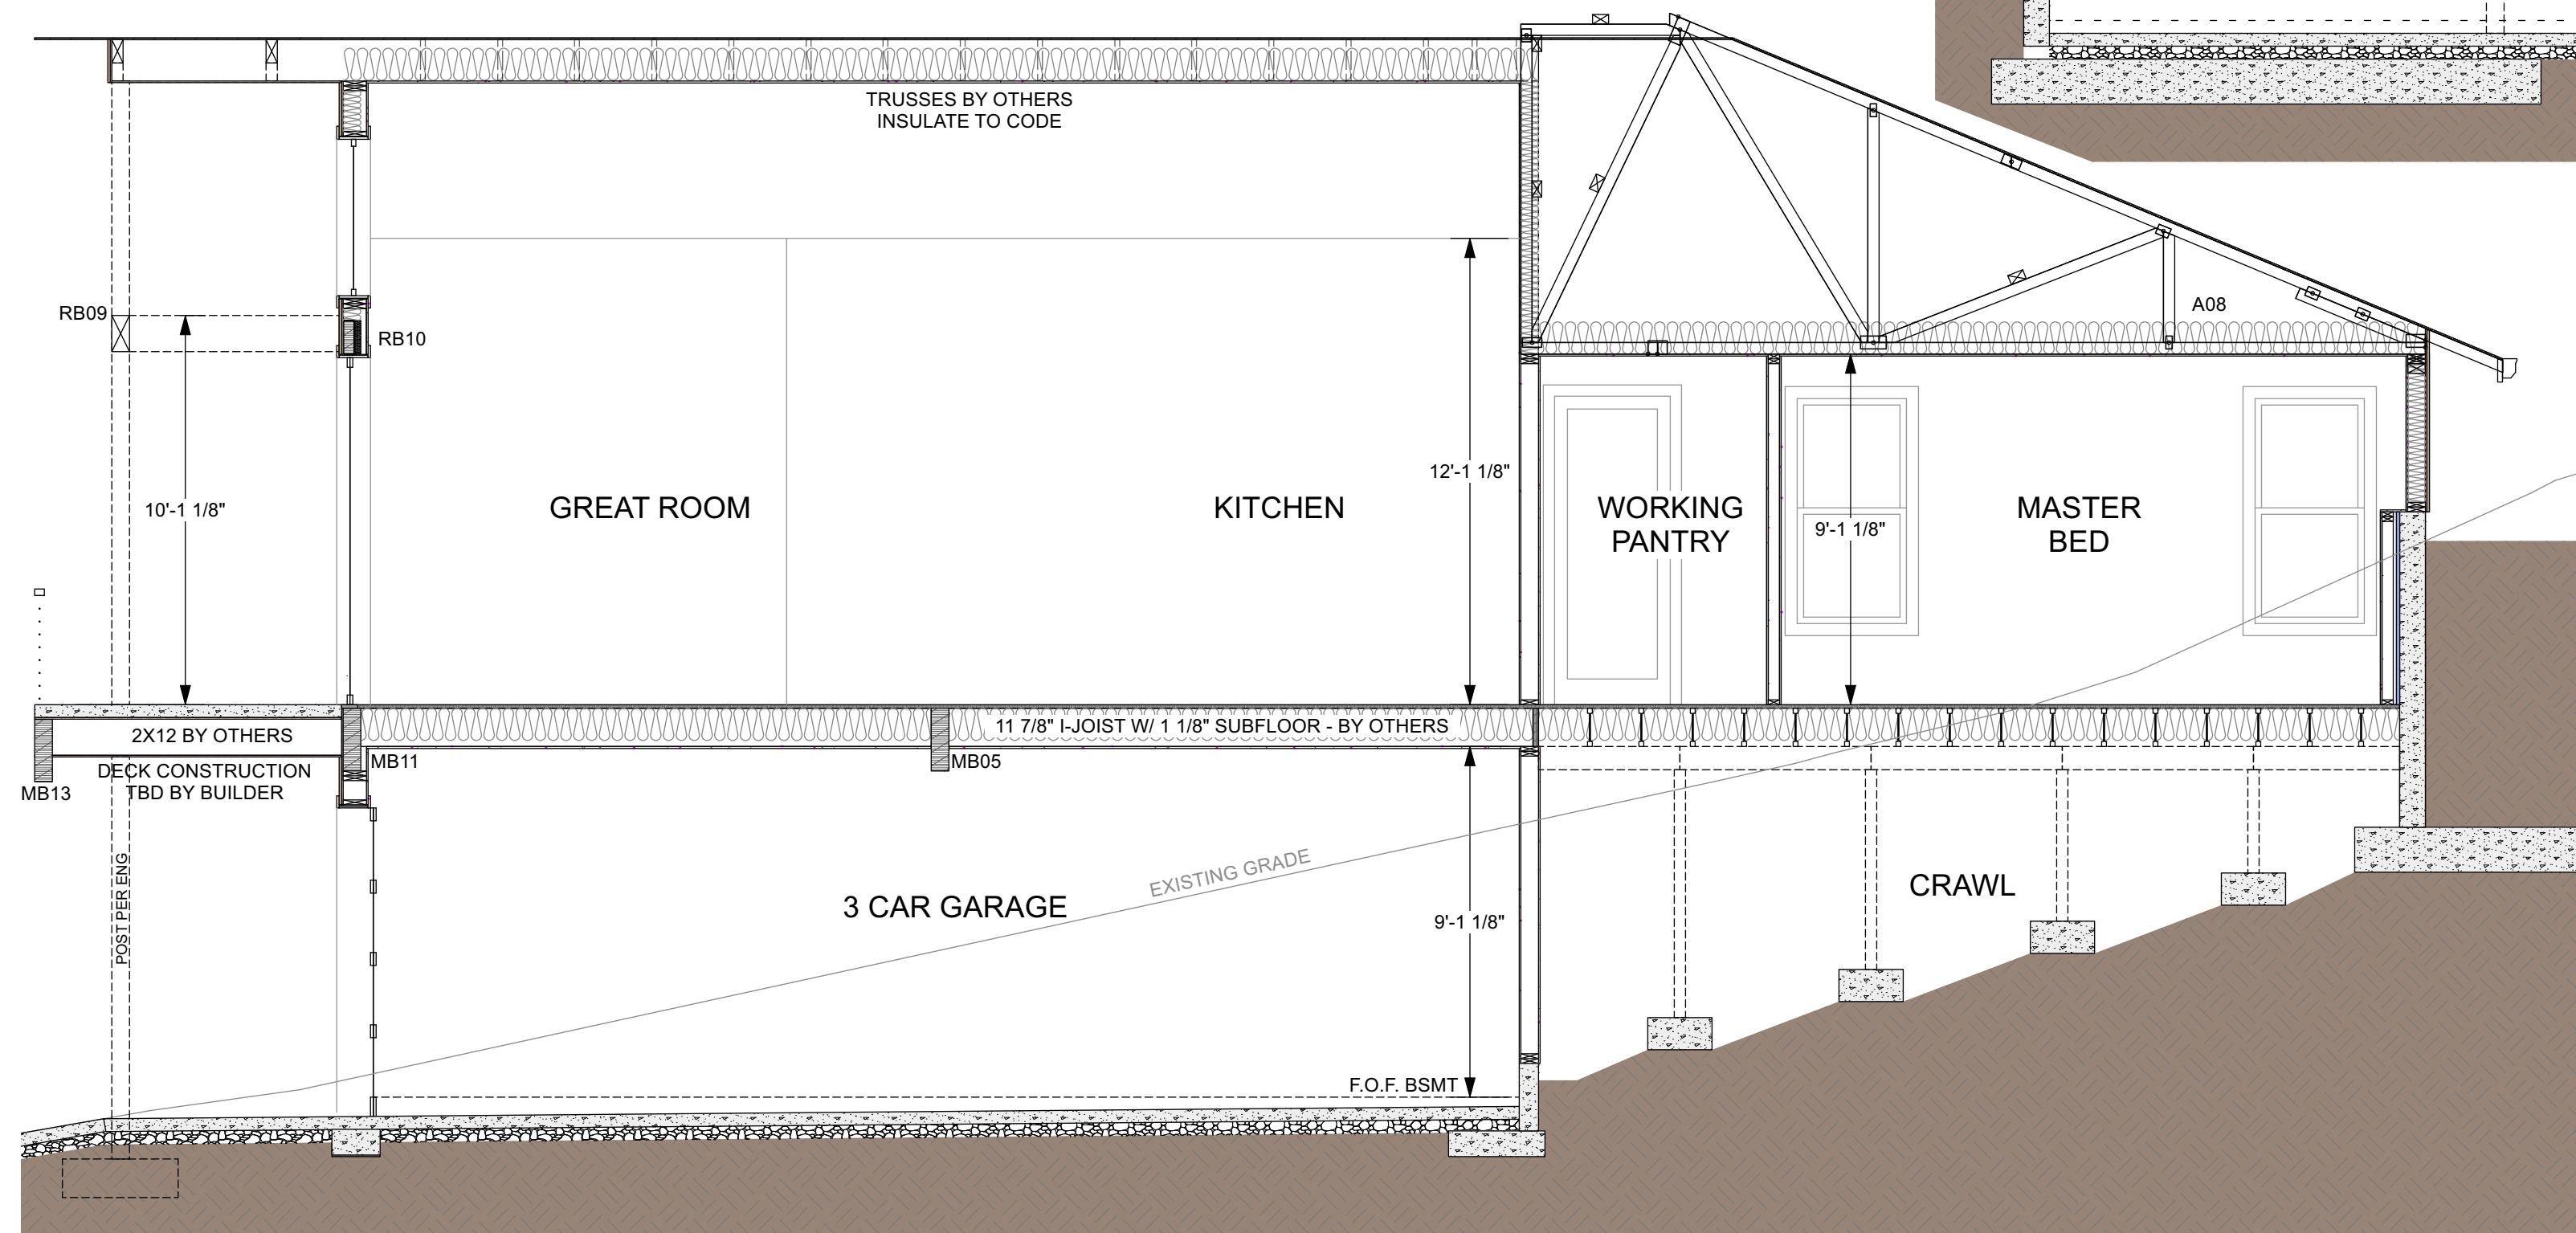 TRUSSES BY OTHERS
INSULATE TO CODE
RB09
RB10
A08
12'-1 1/8"
10'-1 1/8"
GREAT ROOM
KITCHEN
WORKING
PANTRY
9'-1 1/8"
MASTER
BED
2X12 BY OTHERS
11 7/8" I-JOIST W/ 1 1/8" SUBFLOOR - BY OTHERS
MB11
MB05
DECK CONSTRUCTION
TBD BY BUILDER
MB13
POST PER ENG
EXISTING GRADE
3 CAR GARAGE
9'-1 1/8"
CRAWL
F.O.F. BSMT